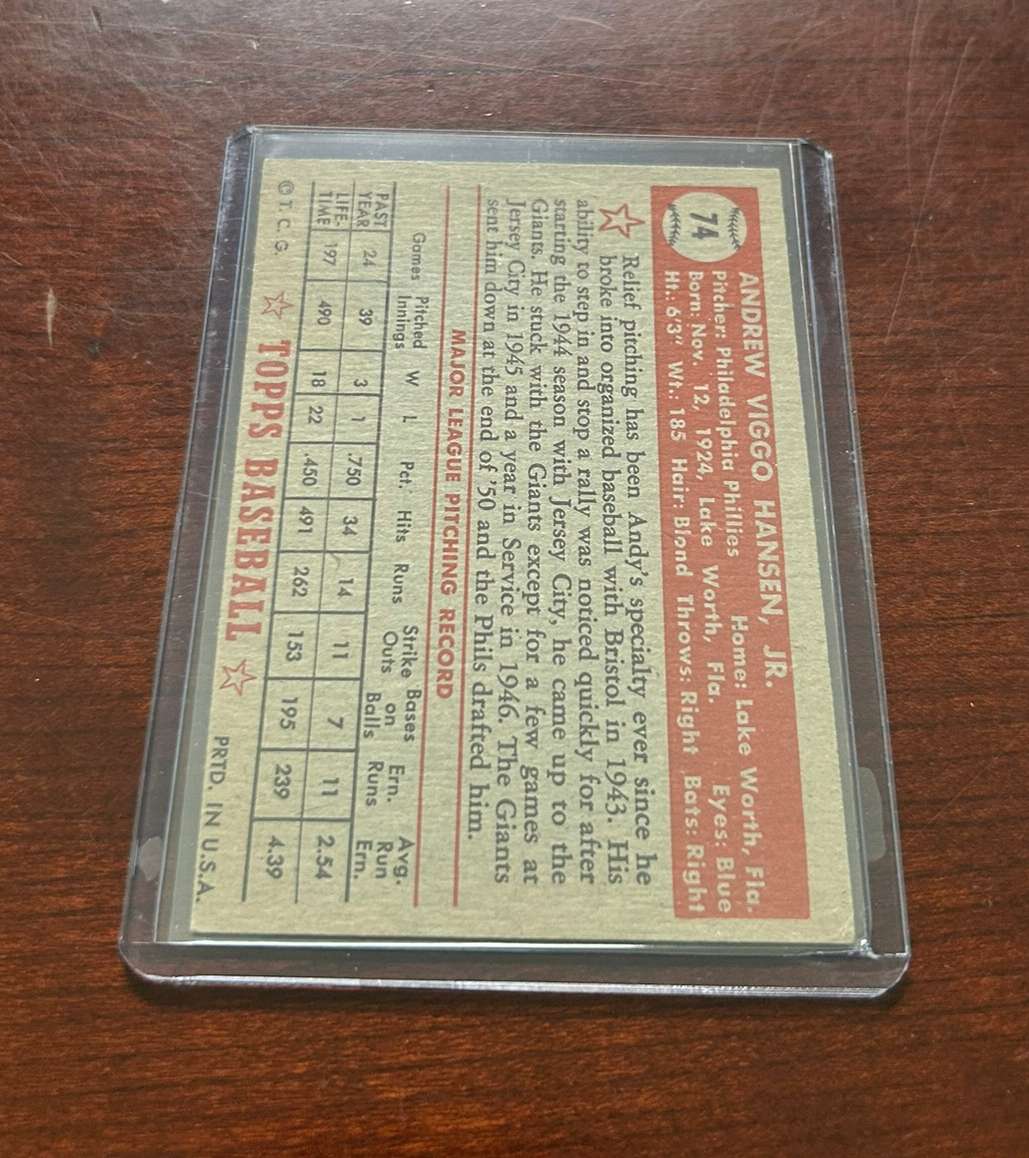 74
ANDREW VIGGO HANSEN, JR.
Pitcher: Philadelphia Phillies Home: Lake Worth, Fla.
Born: Nov. 12, 1924, Lake Worth, Fla. Eyes: Blue
Ht.: 6'3" Wt.: 185 Hair: Blond Throws: Right Bats: Right
Relief pitching has been Andy's specialty ever since he
broke into organized baseball with Bristol in 1943. His
ability to step in and stop a rally was noticed quickly for after
starting the 1944 season with Jersey City, he came up to the
Giants. He stuck with the Giants except for a few games at
Jersey City in 1945 and a year in Service in 1946. The Giants
sent him down at the end of '50 and the Phils drafted him.
MAJOR LEAGUE PITCHING RECORD
Games Pitched Innings W L Pct. Hits Runs Strike Outs Bases on Balls Ern. Runs Avg. Run Ern.
PAST YEAR 24 39 3 1 .750 34 14 11 7 11 2.54
LIFE-TIME 197 490 18 22 .450 491 262 153 195 239 4.39
© T. C. G. TOPPS BASEBALL PRTD. IN U.S.A.